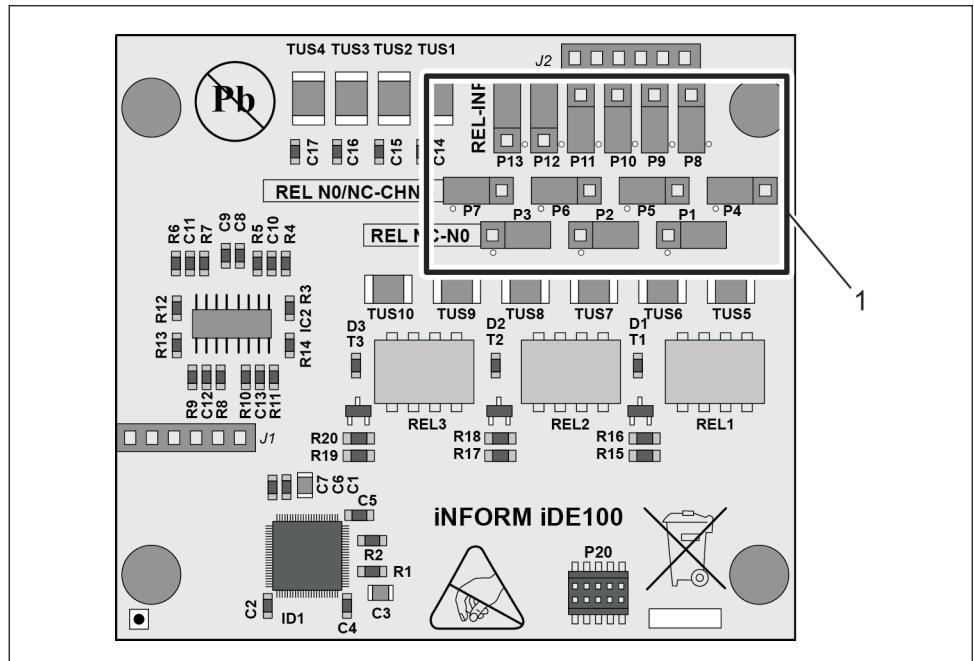 TUS4 TUS3 TUS2 TUS1
J2
Pb
REL-INF
C17 C16 C15 C14
P13 P12 P11 P10 P9 P8
REL N0/NC-CHN
P7 P3 P6 P2 P5 P1 P4
REL NC-N0
1
R6 C11 R7 C9 C8 R5 C10 R4
TUS10 TUS9 TUS8 TUS7 TUS6 TUS5
R12 IC2 R3
R13 R14
D3 D2 D1
T3 T2 T1
R9 C12 R8 R10 C13 R11
REL3 REL2 REL1
J1
R20 R18 R16
R19 R17 R15
C7 C6 C1
C5
iNFORM iDE100
R2
P20
R1
C2 ID1 C4 C3